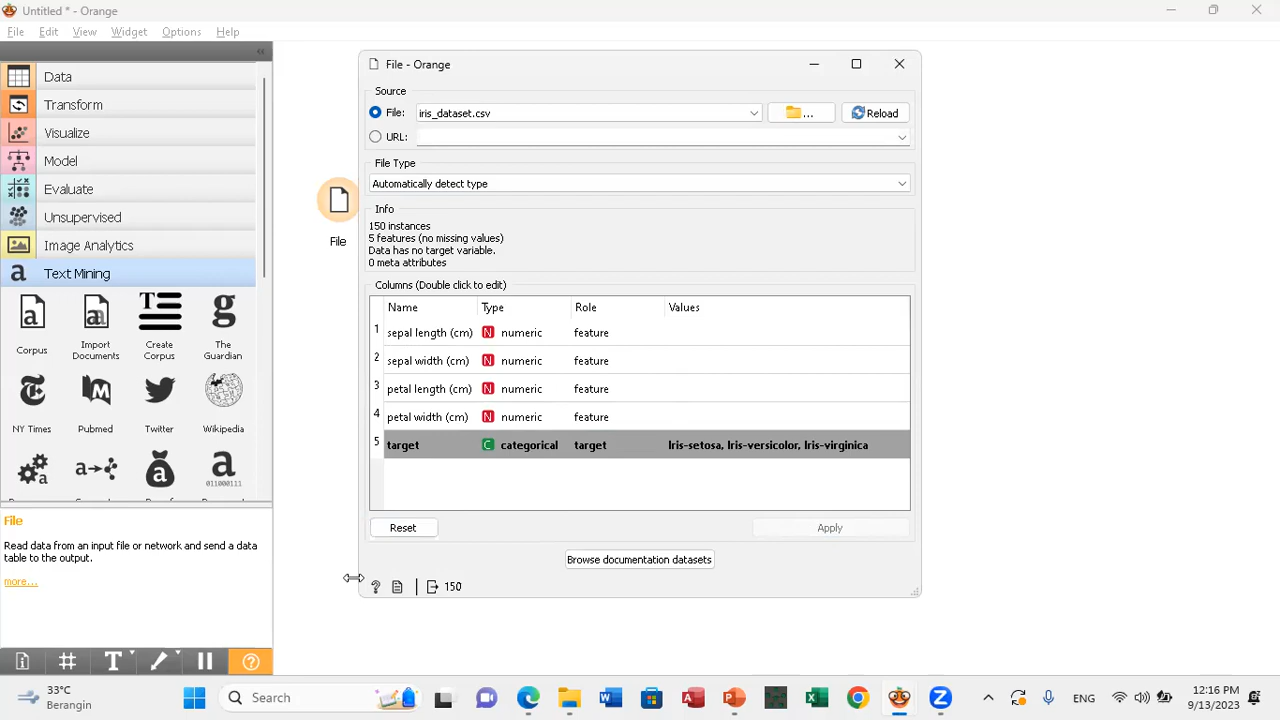 Untitled * - Orange
File Edit View Widget Options Help
Data
Transform
Visualize
Model
Evaluate
Unsupervised
Image Analytics
Text Mining
Corpus
Import Documents
Create Corpus
The Guardian
NY Times
Pubmed
Twitter
Wikipedia
File
Read data from an input file or network and send a data
table to the output.
more...
File
File - Orange
Source
File: iris_dataset.csv ... Reload
URL:
File Type
Automatically detect type
Info
150 instances
5 features (no missing values)
Data has no target variable.
0 meta attributes
Columns (Double click to edit)
Name Type Role Values
1 sepal length (cm) N numeric feature
2 sepal width (cm) N numeric feature
3 petal length (cm) N numeric feature
4 petal width (cm) N numeric feature
5 target C categorical target Iris-setosa, Iris-versicolor, Iris-virginica
Reset Apply
Browse documentation datasets
? 150
33°C
Berangin
Search
ENG
12:16 PM
9/13/2023